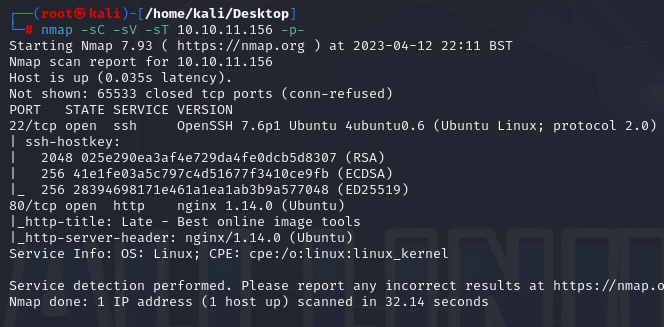 ┌──(root㉿kali)-[/home/kali/Desktop]
└─# nmap -sC -sV -sT 10.10.11.156 -p-
Starting Nmap 7.93 ( https://nmap.org ) at 2023-04-12 22:11 BST
Nmap scan report for 10.10.11.156
Host is up (0.035s latency).
Not shown: 65533 closed tcp ports (conn-refused)
PORT   STATE SERVICE VERSION
22/tcp open  ssh     OpenSSH 7.6p1 Ubuntu 4ubuntu0.6 (Ubuntu Linux; protocol 2.0)
| ssh-hostkey:
|   2048 025e290ea3af4e729da4fe0dcb5d8307 (RSA)
|   256 41e1fe03a5c797c4d51677f3410ce9fb (ECDSA)
|_  256 28394698171e461a1ea1ab3b9a577048 (ED25519)
80/tcp open  http    nginx 1.14.0 (Ubuntu)
|_http-title: Late - Best online image tools
|_http-server-header: nginx/1.14.0 (Ubuntu)
Service Info: OS: Linux; CPE: cpe:/o:linux:linux_kernel
Service detection performed. Please report any incorrect results at https://nmap.o
Nmap done: 1 IP address (1 host up) scanned in 32.14 seconds